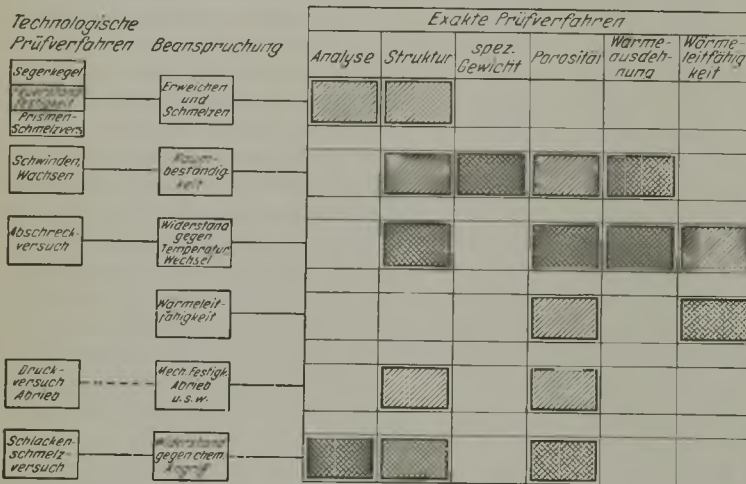 Technologische
Prüfverfahren
Beanspruchung
Exakte Prüfverfahren
Analyse
Struktur
spez.
Gewicht
Porosität
Wärme-
ausdeh-
nung
Wärme-
leitfähig
keit
Segerkegel
Feuerstand
festigkeit
Prismen-
Schmelzvers.
Erweichen
und
Schmelzen
Schwinden,
Wachsen
Raum-
beständig
keit
Abschreck-
versuch
Widerstand
gegen
Temperatur
Wechsel
Wärmeleit-
fähigkeit
Druck-
versuch
Abrieb
Mech. Festigk.
Abrieb
u.s.w.
Schlacken-
schmelz
versuch
Widerstand
gegen chem.
Angriff